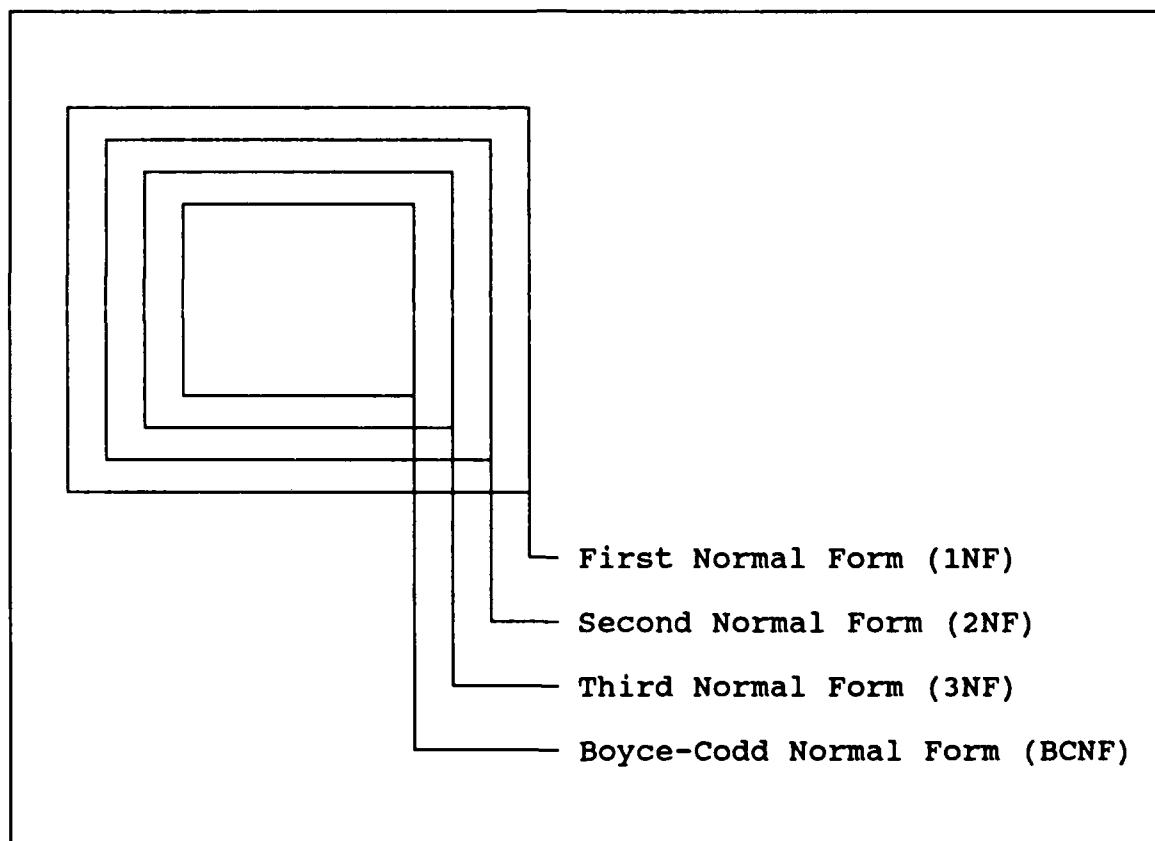 First Normal Form (1NF)
Second Normal Form (2NF)
Third Normal Form (3NF)
Boyce-Codd Normal Form (BCNF)